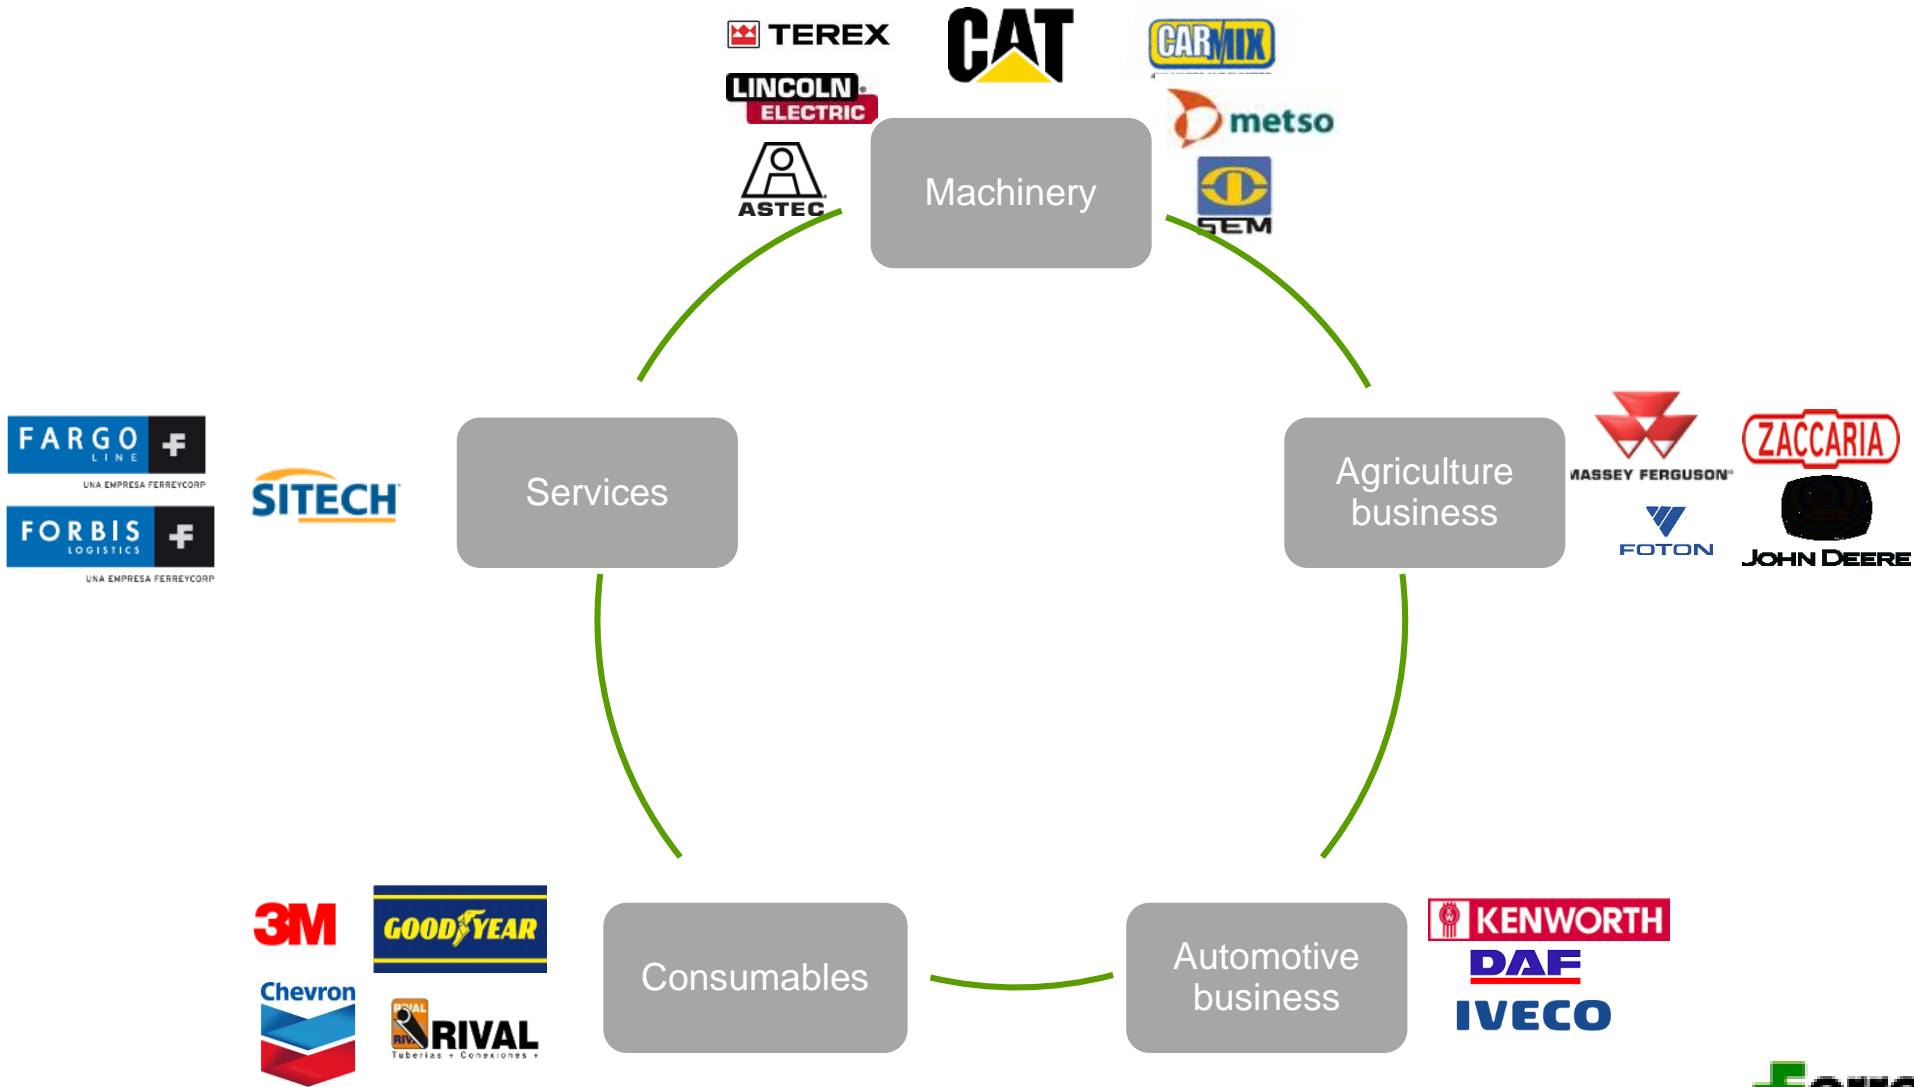 TEREX
CAT
CARMIX
LINCOLN
ELECTRIC
metso
ASTEC
Machinery
SEM
FARGO
LINE
UNA EMPRESA FERREYCORP
SITECH
FORBIS
LOGISTICS
UNA EMPRESA FERREYCORP
Services
Agriculture
business
MASSEY FERGUSON
ZACCARIA
FOTON
JOHN DEERE
3M
GOODYEAR
Chevron
RIVAL
RIVAL
Tuberías + Conexiones +
Consumables
Automotive
business
KW
KENWORTH
DAF
IVECO